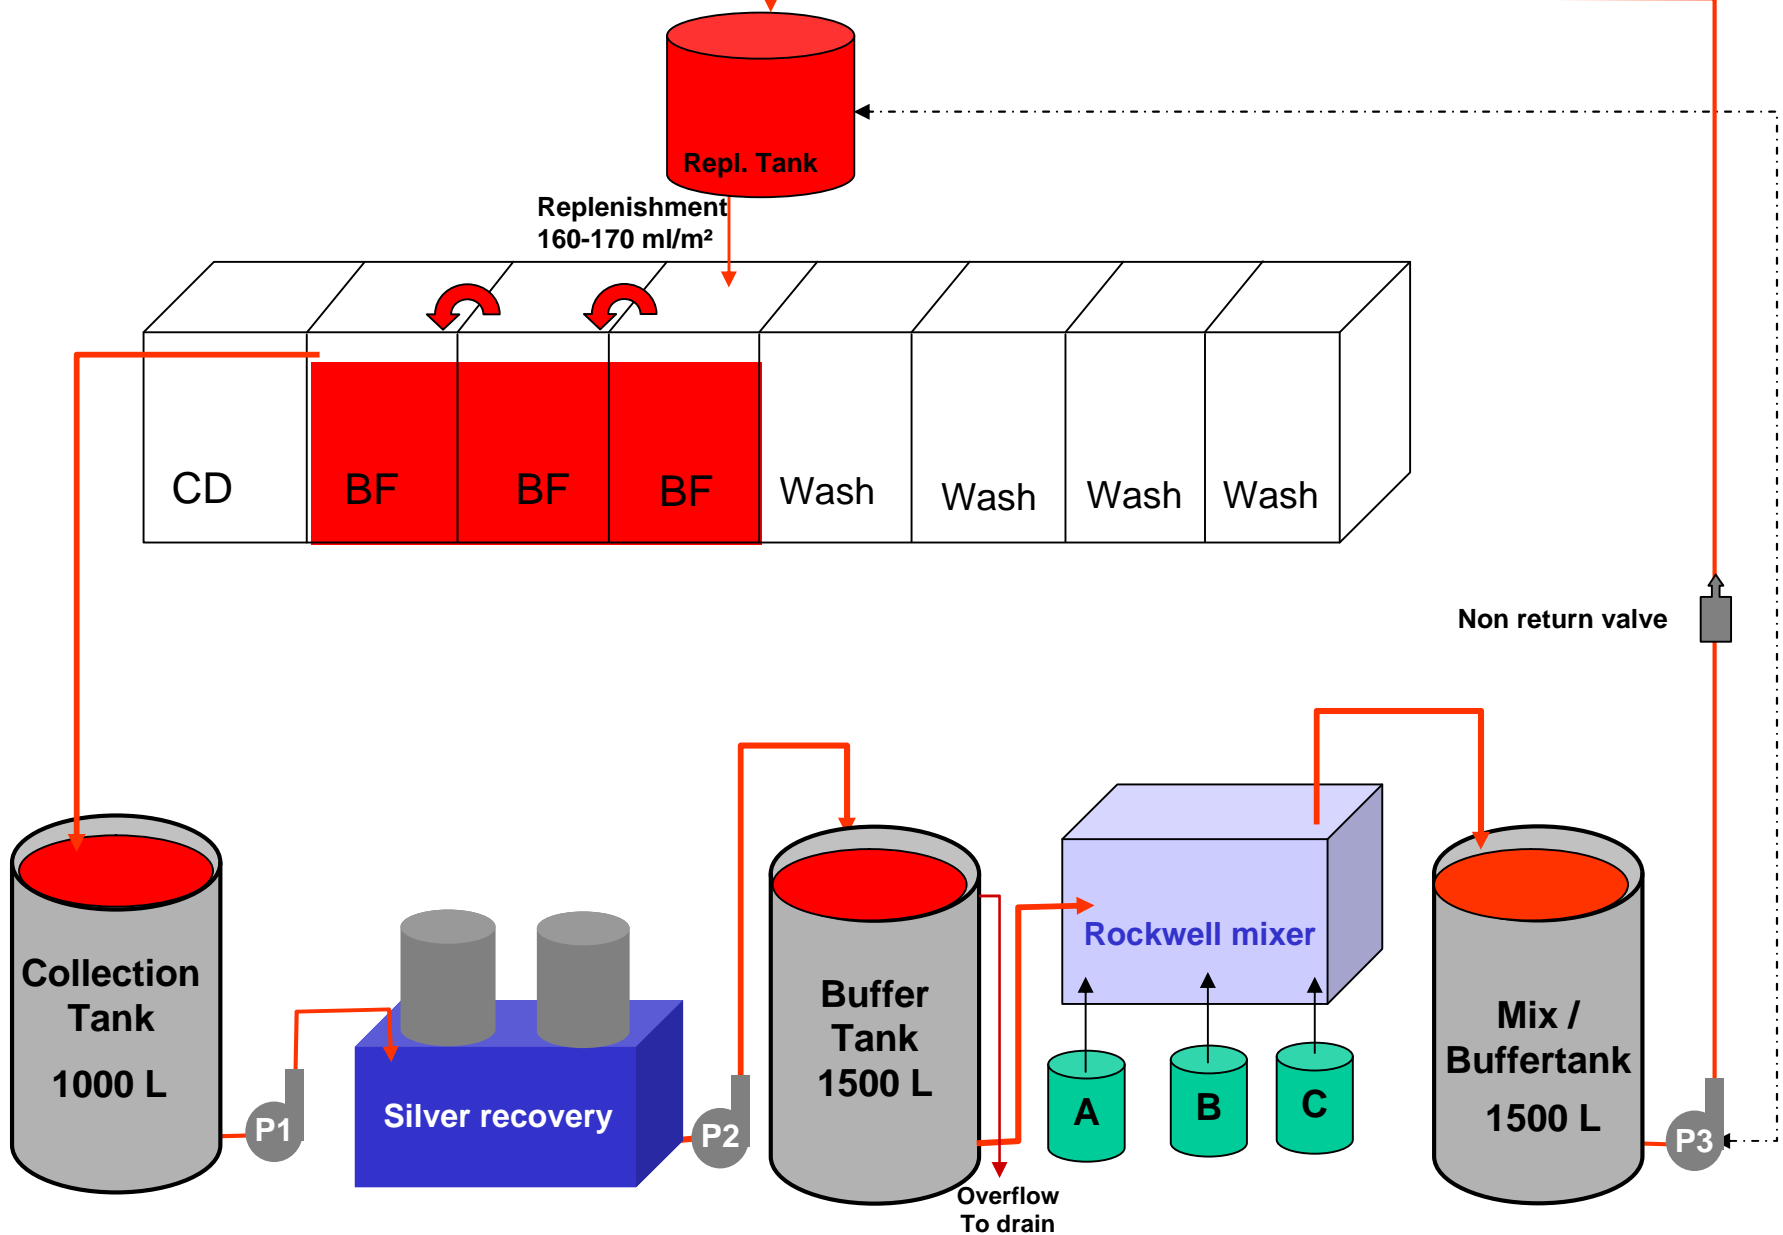 Repl. Tank
Replenishment
160-170 ml/m²
CD
BF
BF
BF
Wash
Wash
Wash
Wash
Non return valve
Collection
Tank
1000 L
P1
Silver recovery
P2
Buffer
Tank
1500 L
Overflow
To drain
Rockwell mixer
A
B
C
Mix /
Buffertank
1500 L
P3